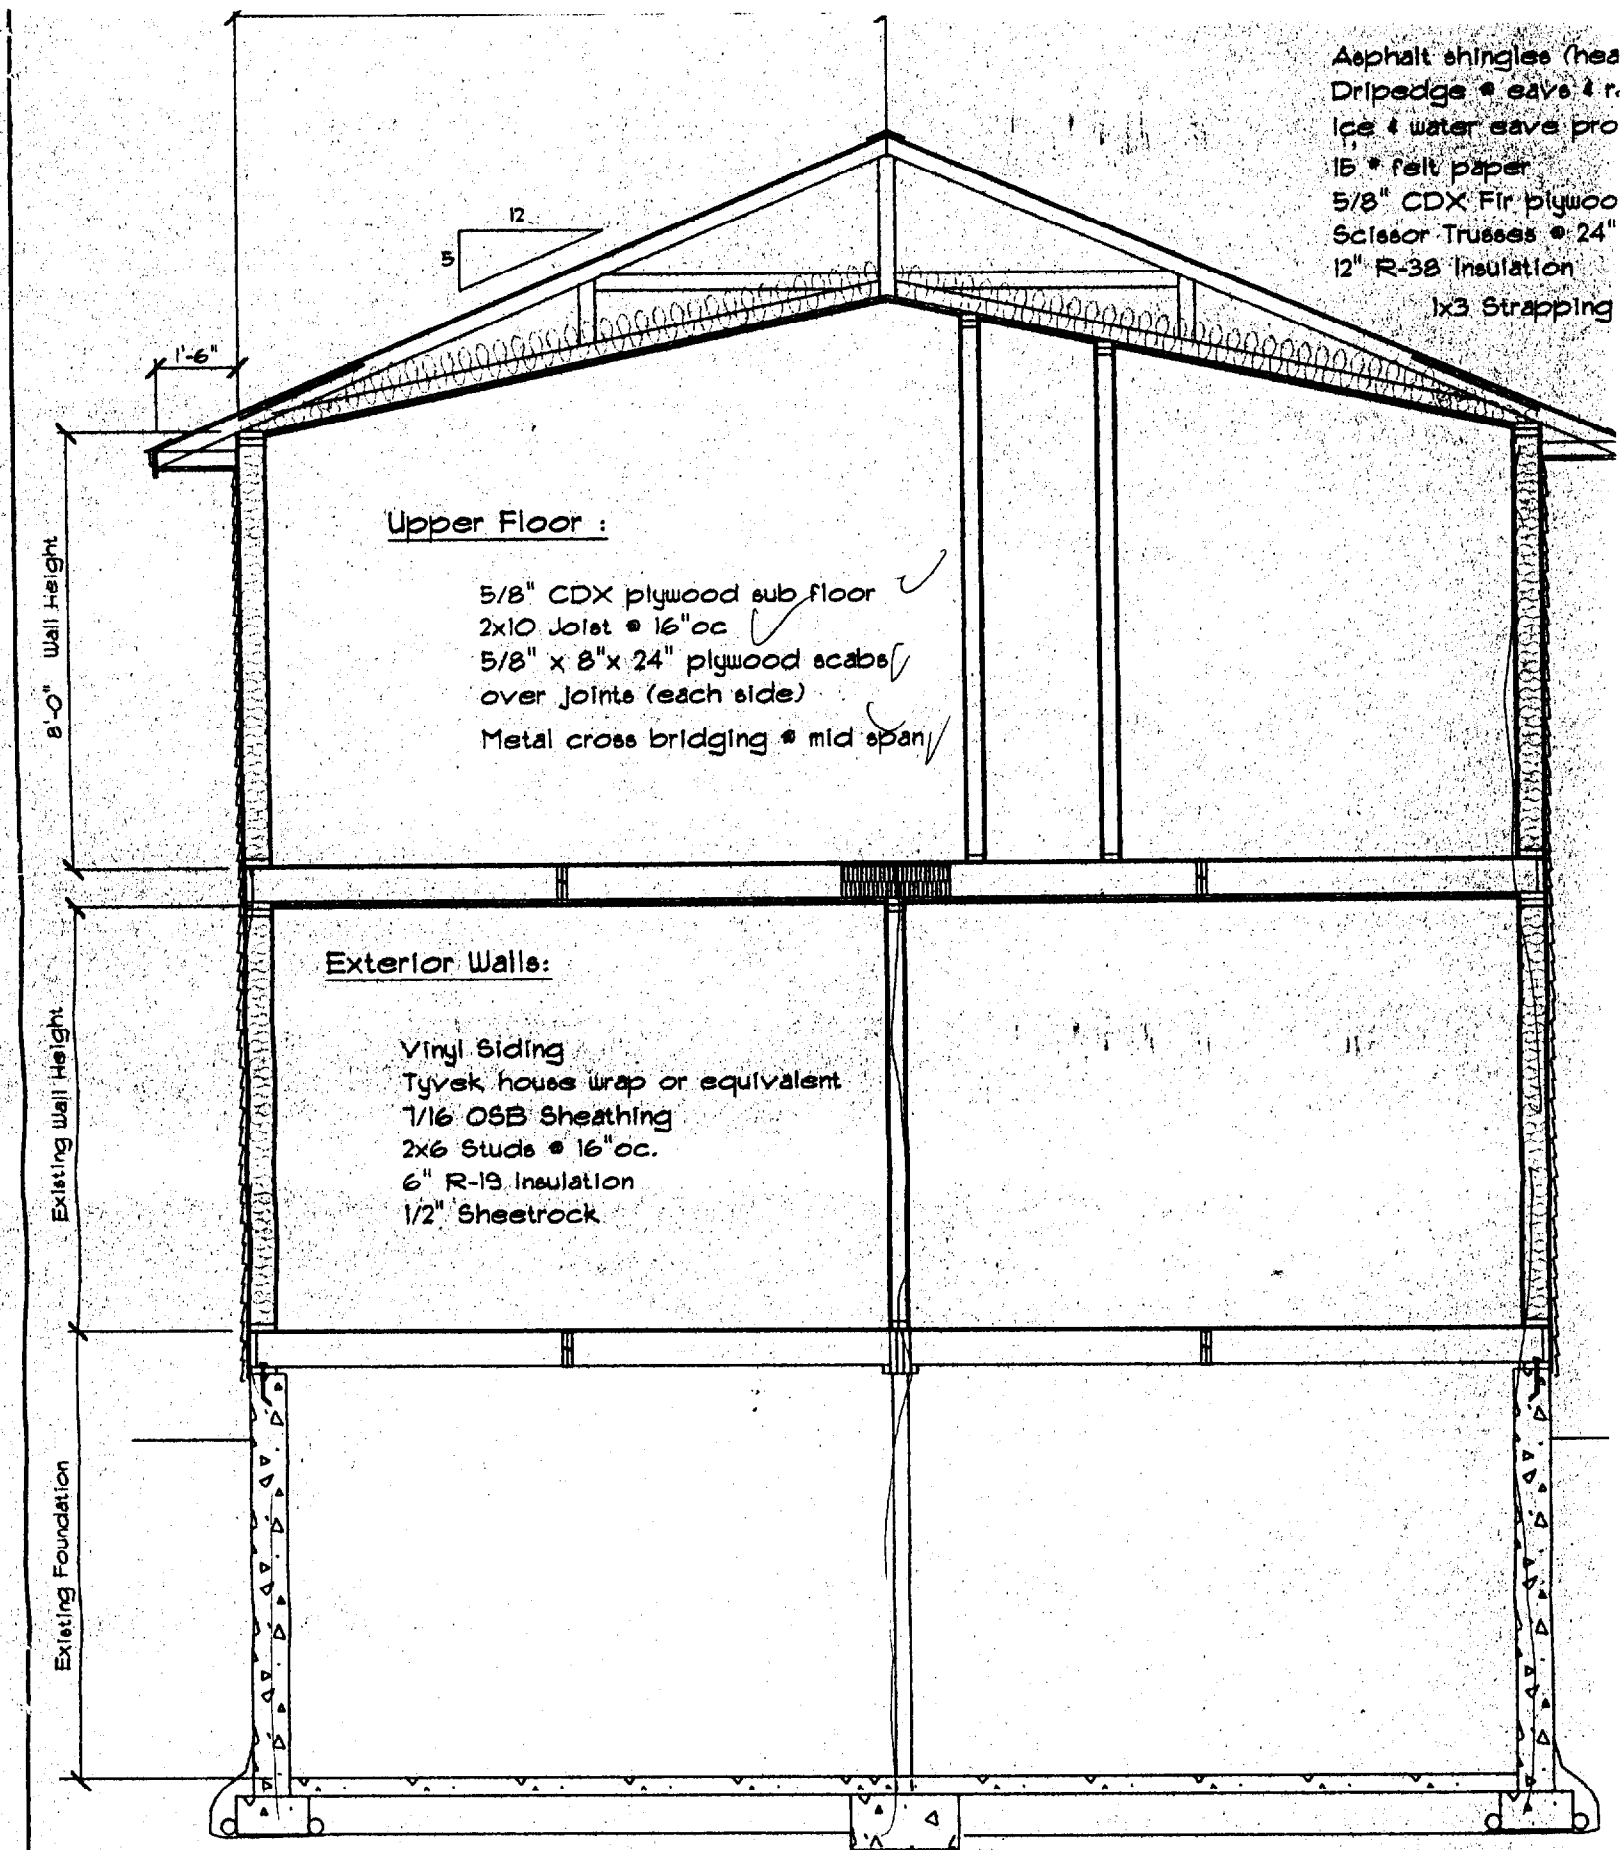 Asphalt shingles (hea
Dripedge @ eave & r
Ice & water eave pro
15 # felt paper
5/8" CDX Fir plywoo
Scissor Trusses @ 24"
12" R-38 Insulation
1x3 Strapping
12
5
1'-6"
8'-0" Wall Height
Upper Floor :
5/8" CDX plywood sub floor
2x10 Joist @ 16"oc
5/8" x 8"x 24" plywood scabs
over joints (each side)
Metal cross bridging @ mid span
Existing Wall Height
Exterior Walls:
Vinyl Siding
Tyvek house wrap or equivalent
7/16 OSB Sheathing
2x6 Studs @ 16"oc.
6" R-19 Insulation
1/2" Sheetrock
Existing Foundation